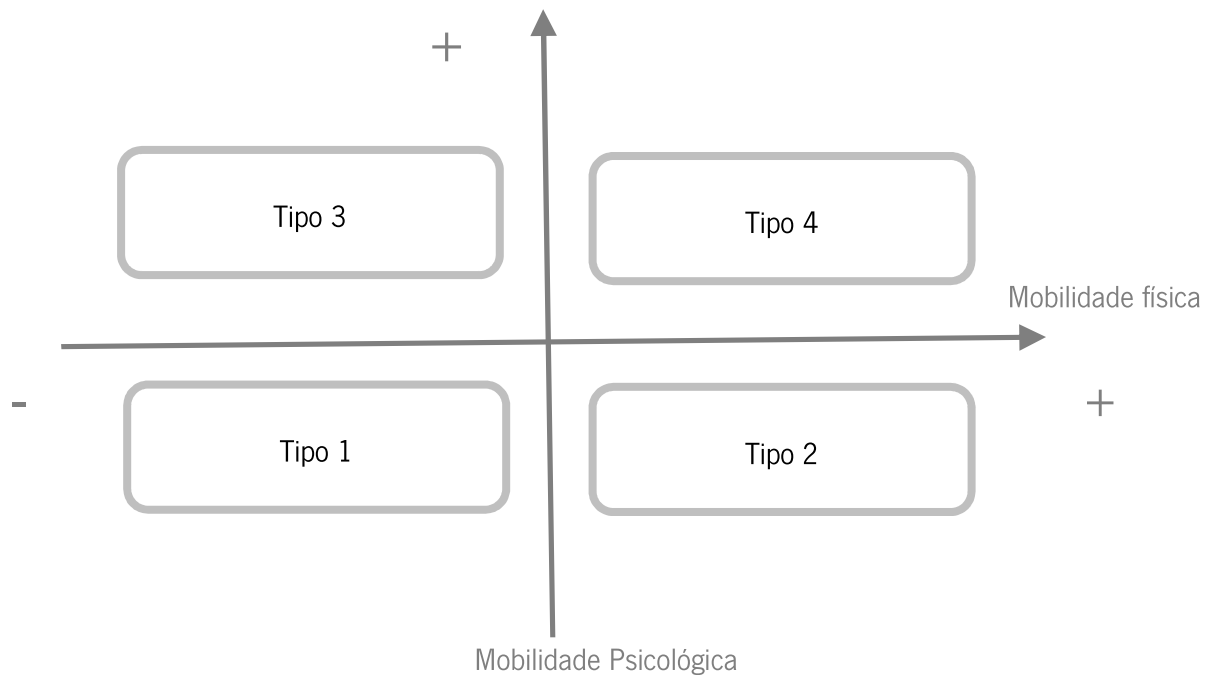 +
Tipo 3
Tipo 4
Mobilidade física
-
+
Tipo 1
Tipo 2
Mobilidade Psicológica